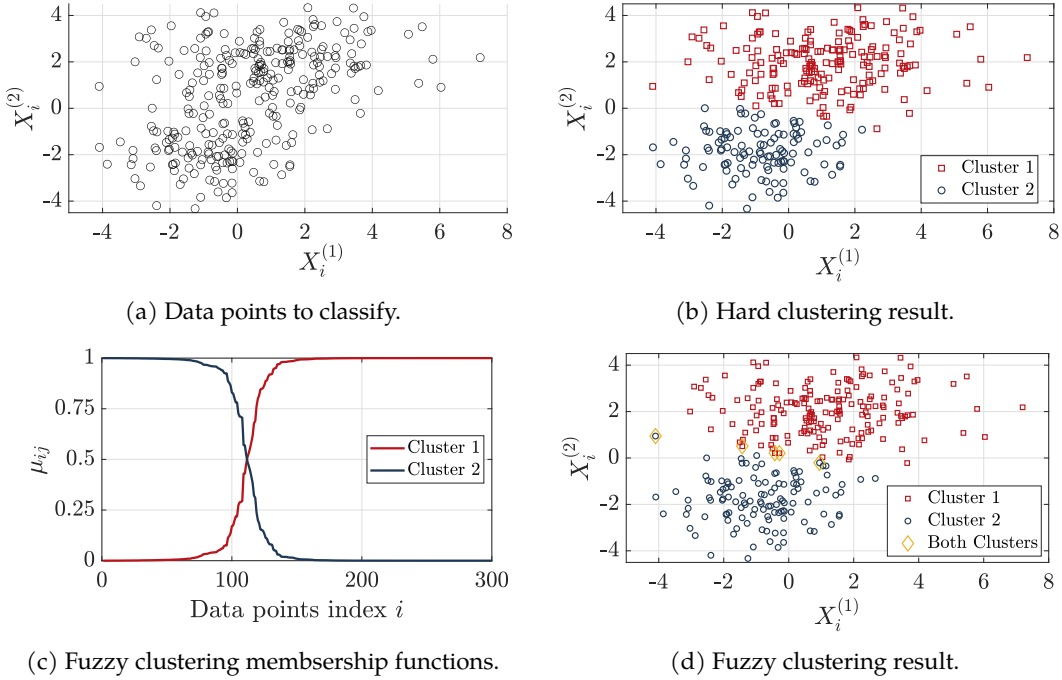 4
2
0
-2
-4
X_i^{(2)}
-4 -2 0 2 4 6 8
X_i^{(1)}
(a) Data points to classify.
4
2
0
-2
-4
X_i^{(2)}
Cluster 1
Cluster 2
-4 -2 0 2 4 6 8
X_i^{(1)}
(b) Hard clustering result.
1
0.75
0.5
0.25
0
μ_{ij}
Cluster 1
Cluster 2
0 100 200 300
Data points index i
(c) Fuzzy clustering membsership functions.
4
2
0
-2
-4
X_i^{(2)}
Cluster 1
Cluster 2
Both Clusters
-4 -2 0 2 4 6 8
X_i^{(1)}
(d) Fuzzy clustering result.